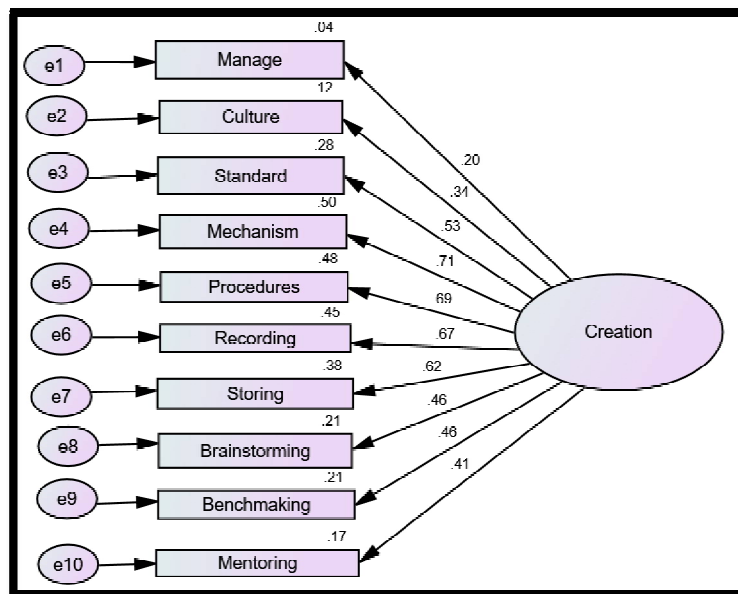 .04
e1 Manage
.12
e2 Culture
.28
e3 Standard
.50
e4 Mechanism
.48
e5 Procedures
.45
e6 Recording
.38
e7 Storing
.21
e8 Brainstorming
.21
e9 Benchmaking
.17
e10 Mentoring
.20
.34
.53
.71
.69
.67
.62
.46
.46
.41
Creation